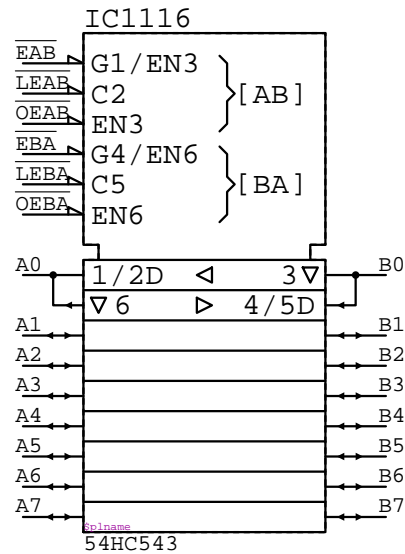 IC1116
EAB
G1/EN3
LEAB
C2
[AB]
OEAB
EN3
EBA
G4/EN6
LEBA
C5
[BA]
OEBA
EN6
A0 1/2D 3 B0
6 4/5D
A1 B1
A2 B2
A3 B3
A4 B4
A5 B5
A6 B6
A7 B7
$plname
54HC543